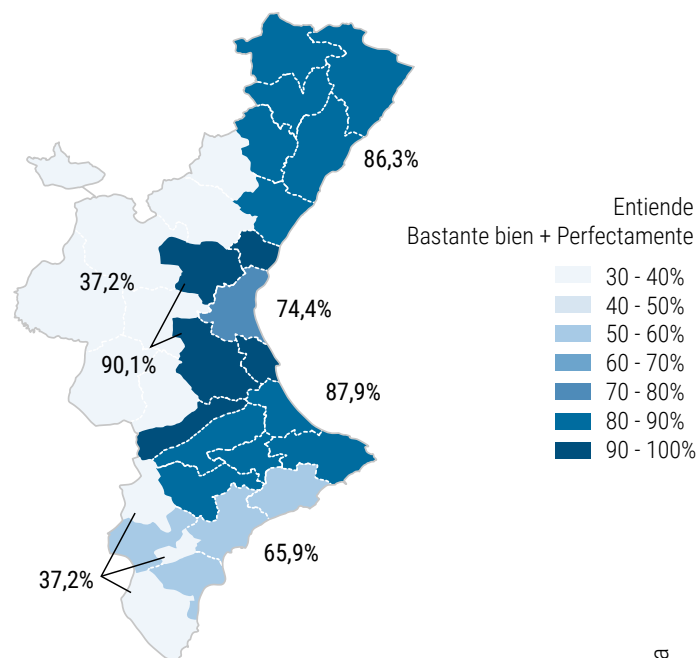 86,3%
Entiende
Bastante bien + Perfectamente
30 - 40%
40 - 50%
50 - 60%
60 - 70%
70 - 80%
80 - 90%
90 - 100%
37,2%
74,4%
90,1%
87,9%
65,9%
37,2%
a